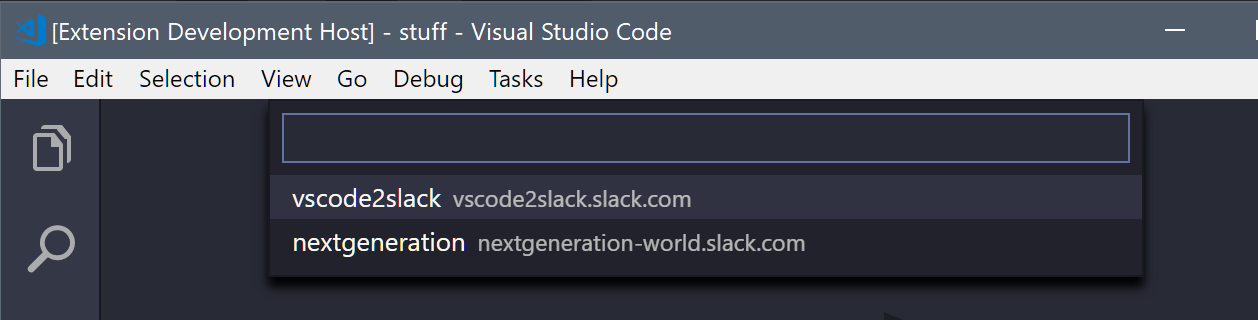 [Extension Development Host] - stuff - Visual Studio Code
File Edit Selection View Go Debug Tasks Help
vscode2slack vscode2slack.slack.com
nextgeneration nextgeneration-world.slack.com